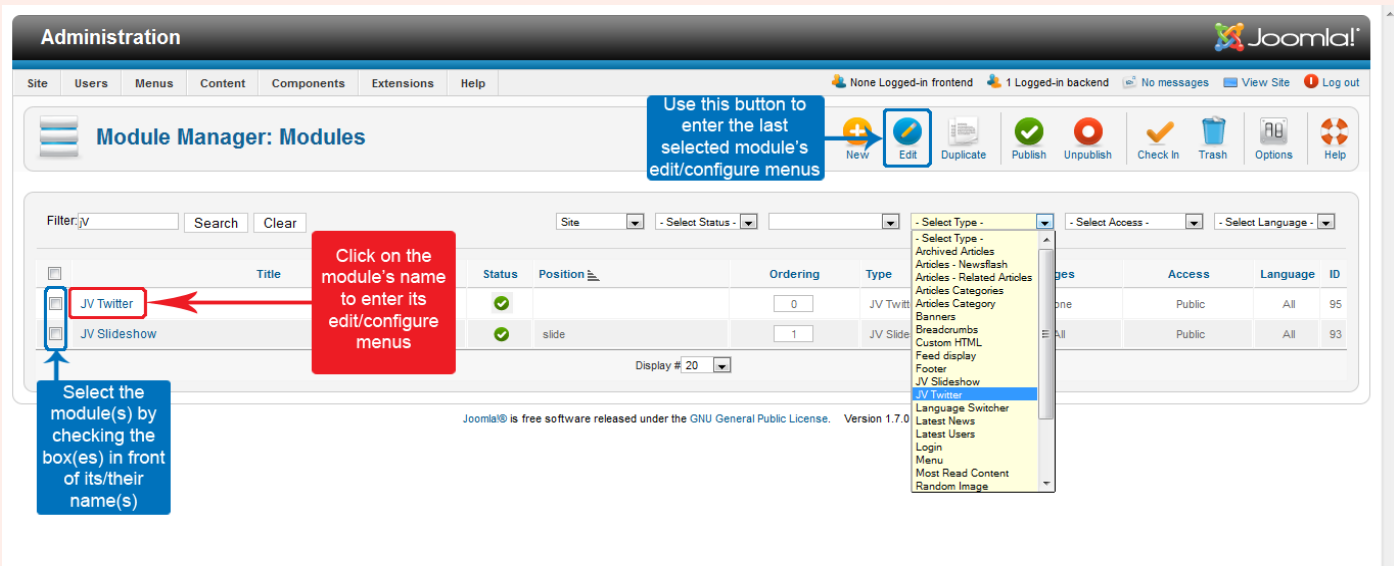 Administration
Joomla!
Site Users Menus Content Components Extensions Help
None Logged-in frontend 1 Logged-in backend No messages View Site Log out
Module Manager: Modules
Use this button to
enter the last
selected module's
edit/configure menus
New Edit Duplicate Publish Unpublish Check In Trash Options Help
Filter: jV Search Clear
Site - Select Status - - Select Type - - Select Access - - Select Language -
Title Status Position Ordering Type ges Access Language ID
JV Twitter 0 JV Twitt one Public All 95
JV Slideshow slide 1 JV Slide All Public All 93
Display # 20
Click on the
module's name
to enter its
edit/configure
menus
Select the
module(s) by
checking the
box(es) in front
of its/their
name(s)
- Select Type -
Archived Articles
Articles - Newsflash
Articles - Related Articles
Articles Categories
Articles Category
Banners
Breadcrumbs
Custom HTML
Feed display
Footer
JV Slideshow
JV Twitter
Language Switcher
Latest News
Latest Users
Login
Menu
Most Read Content
Random Image
Joomla!® is free software released under the GNU General Public License. Version 1.7.0